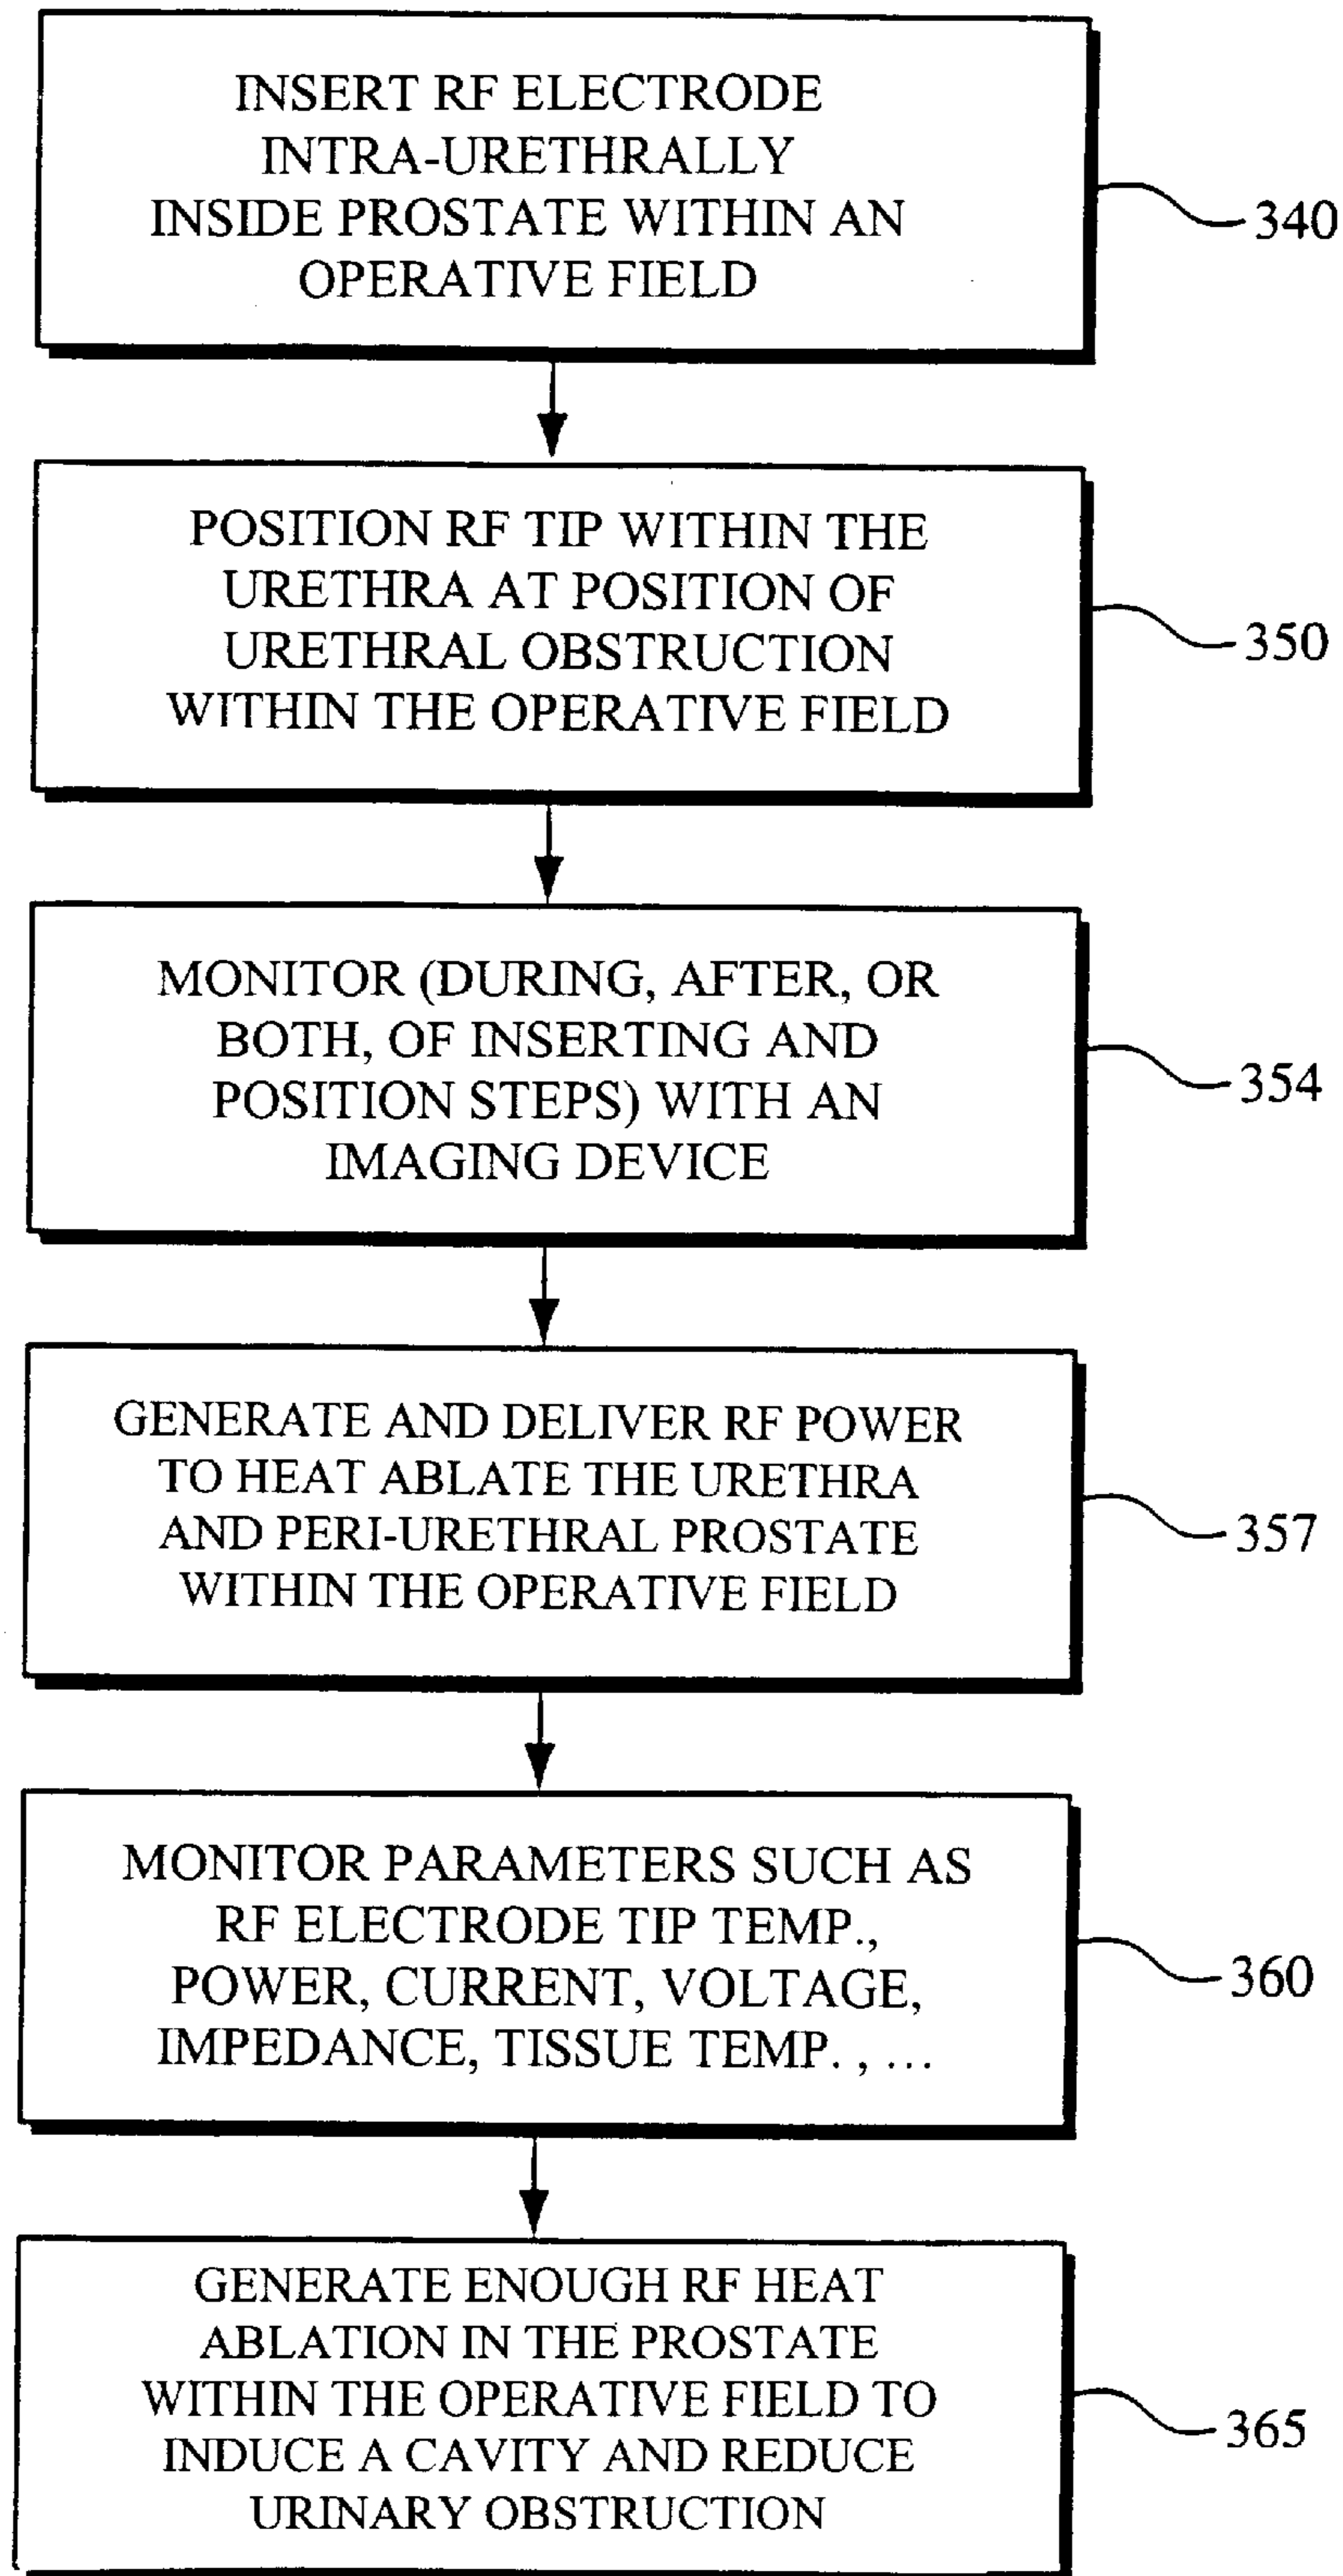 INSERT RF ELECTRODE
INTRA-URETHRALLY
INSIDE PROSTATE WITHIN AN
OPERATIVE FIELD
340
POSITION RF TIP WITHIN THE
URETHRA AT POSITION OF
URETHRAL OBSTRUCTION
WITHIN THE OPERATIVE FIELD
350
MONITOR (DURING, AFTER, OR
BOTH, OF INSERTING AND
POSITION STEPS) WITH AN
IMAGING DEVICE
354
GENERATE AND DELIVER RF POWER
TO HEAT ABLATE THE URETHRA
AND PERI-URETHRAL PROSTATE
WITHIN THE OPERATIVE FIELD
357
MONITOR PARAMETERS SUCH AS
RF ELECTRODE TIP TEMP.,
POWER, CURRENT, VOLTAGE,
IMPEDANCE, TISSUE TEMP. , ...
360
GENERATE ENOUGH RF HEAT
ABLATION IN THE PROSTATE
WITHIN THE OPERATIVE FIELD TO
INDUCE A CAVITY AND REDUCE
URINARY OBSTRUCTION
365